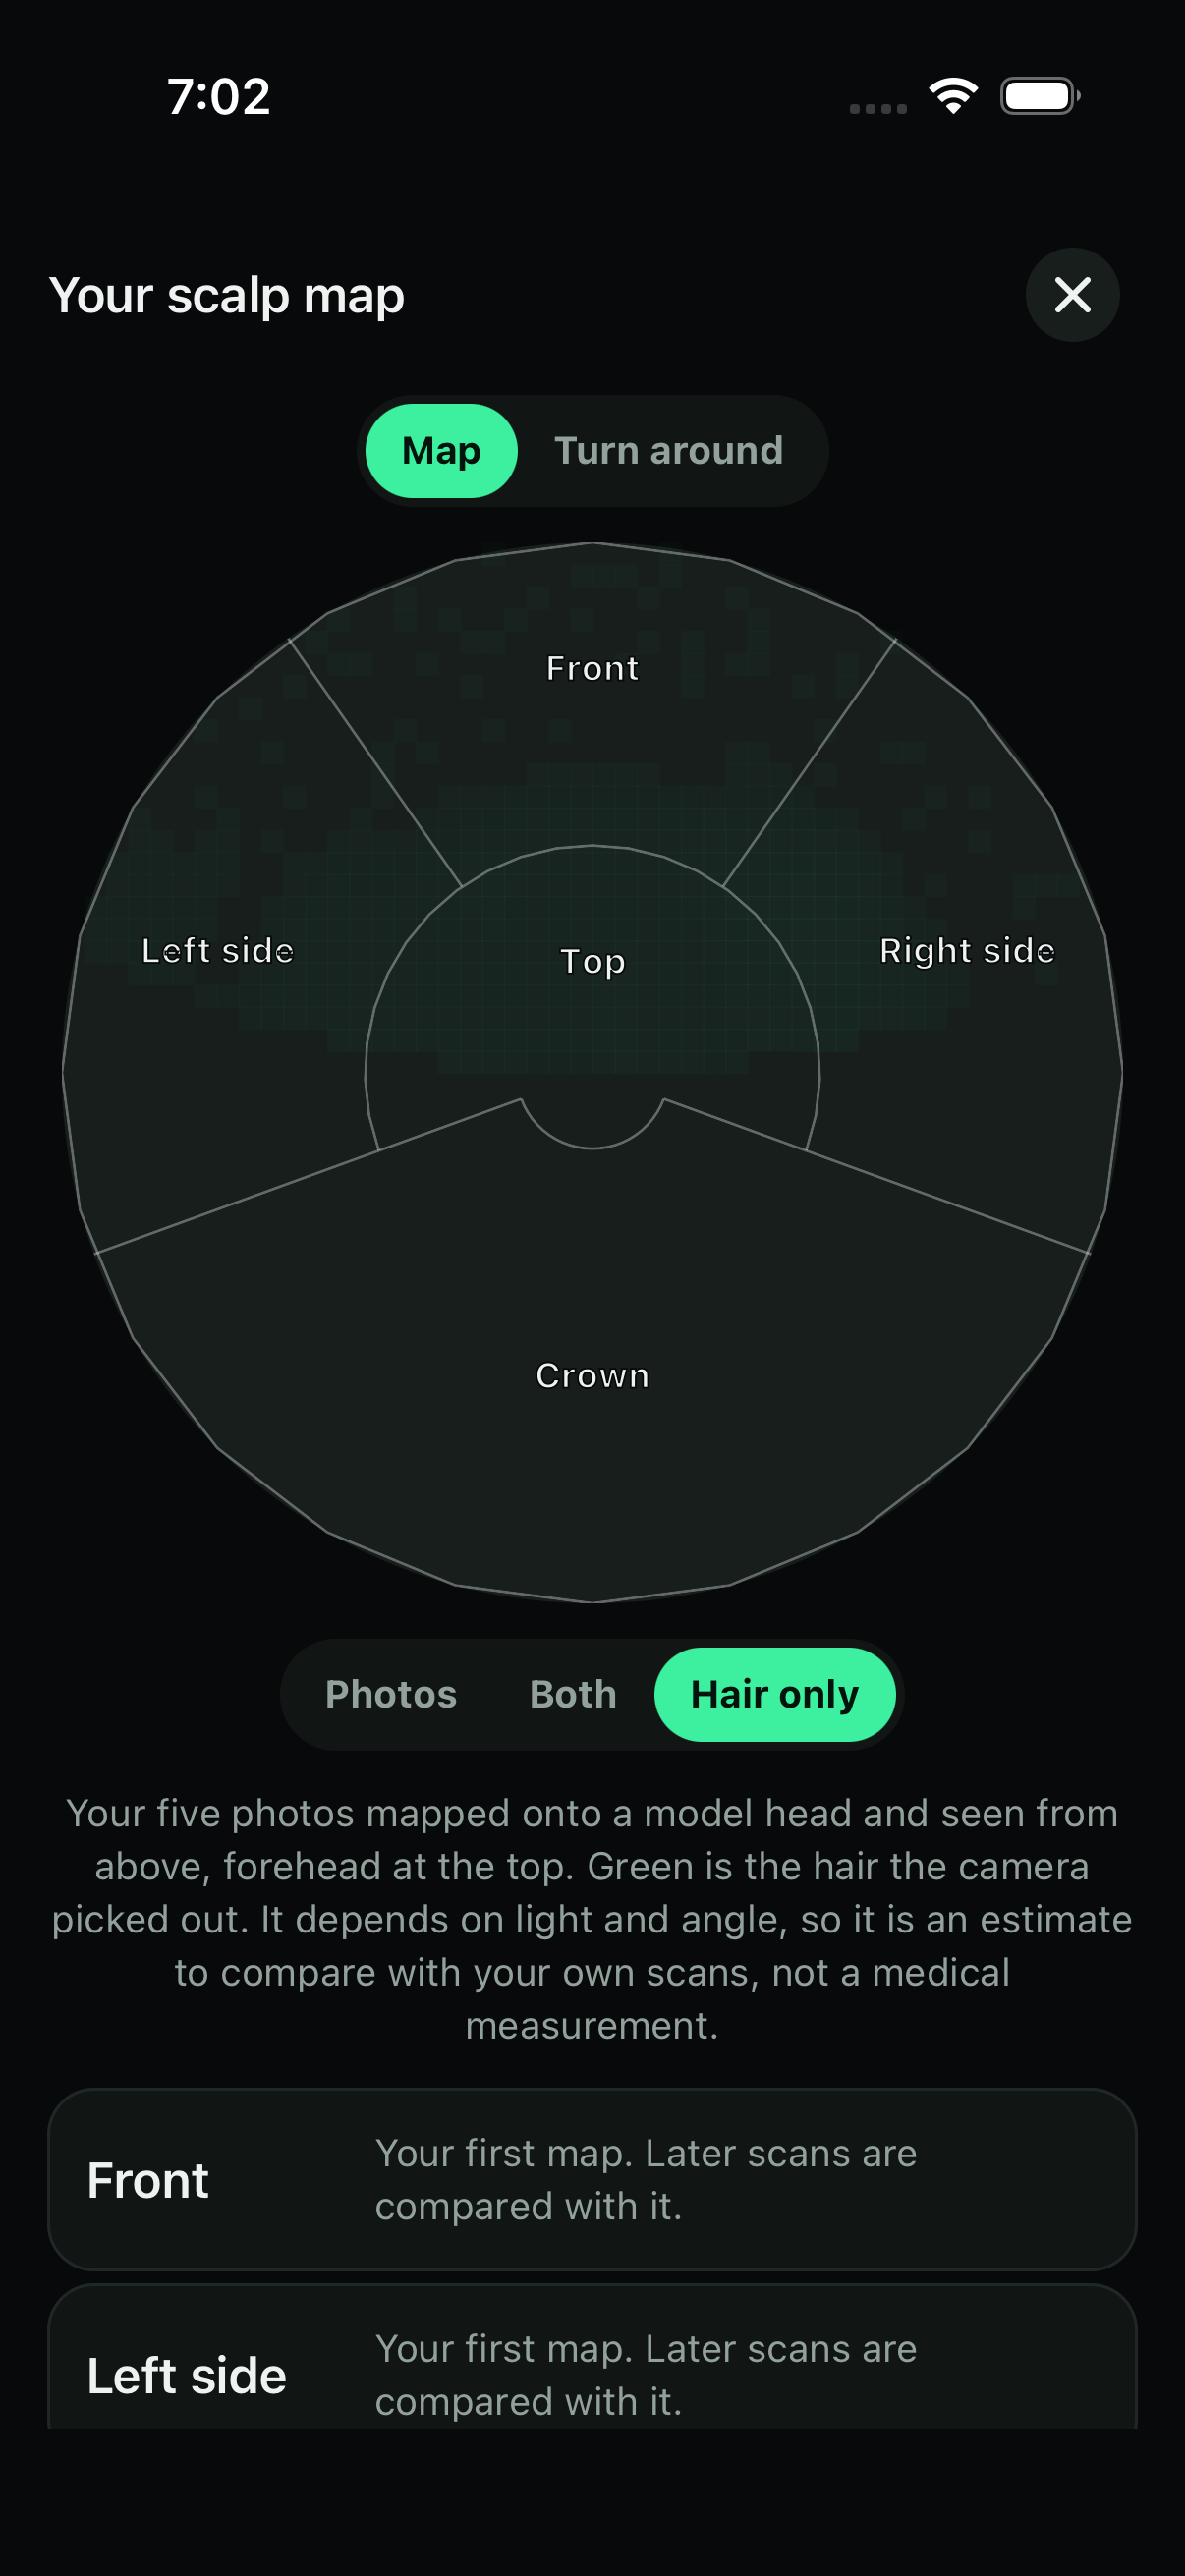 7:02
Your scalp map
Map
Turn around
Front
Left side
Top
Right side
Crown
Photos
Both
Hair only
Your five photos mapped onto a model head and seen from
above, forehead at the top. Green is the hair the camera
picked out. It depends on light and angle, so it is an estimate
to compare with your own scans, not a medical
measurement.
Front
Your first map. Later scans are
compared with it.
Left side
Your first map. Later scans are
compared with it.